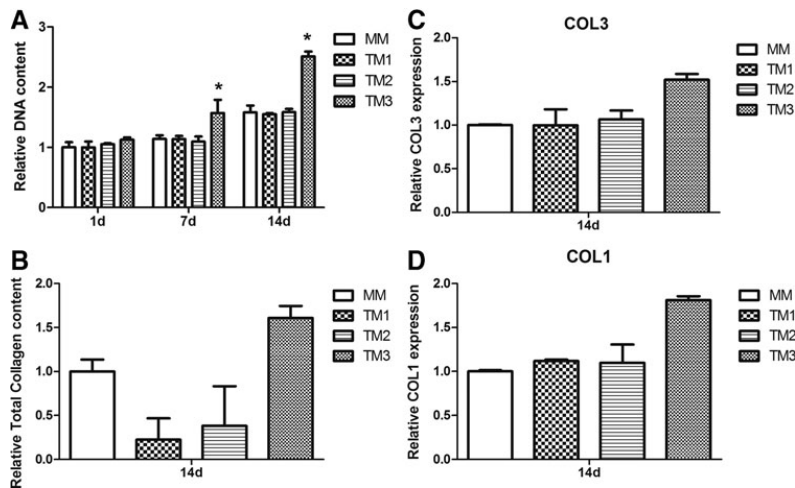 A
Relative DNA content
3
2
1
0
*
*
1d 7d 14d
MM
TM1
TM2
TM3
B
Relative Total Collagen content
2.0
1.5
1.0
0.5
0.0
14d
MM
TM1
TM2
TM3
C
COL3
Relative COL3 expression
2.0
1.5
1.0
0.5
0.0
14d
MM
TM1
TM2
TM3
D
COL1
Relative COL1 expression
2.0
1.5
1.0
0.5
0.0
14d
MM
TM1
TM2
TM3